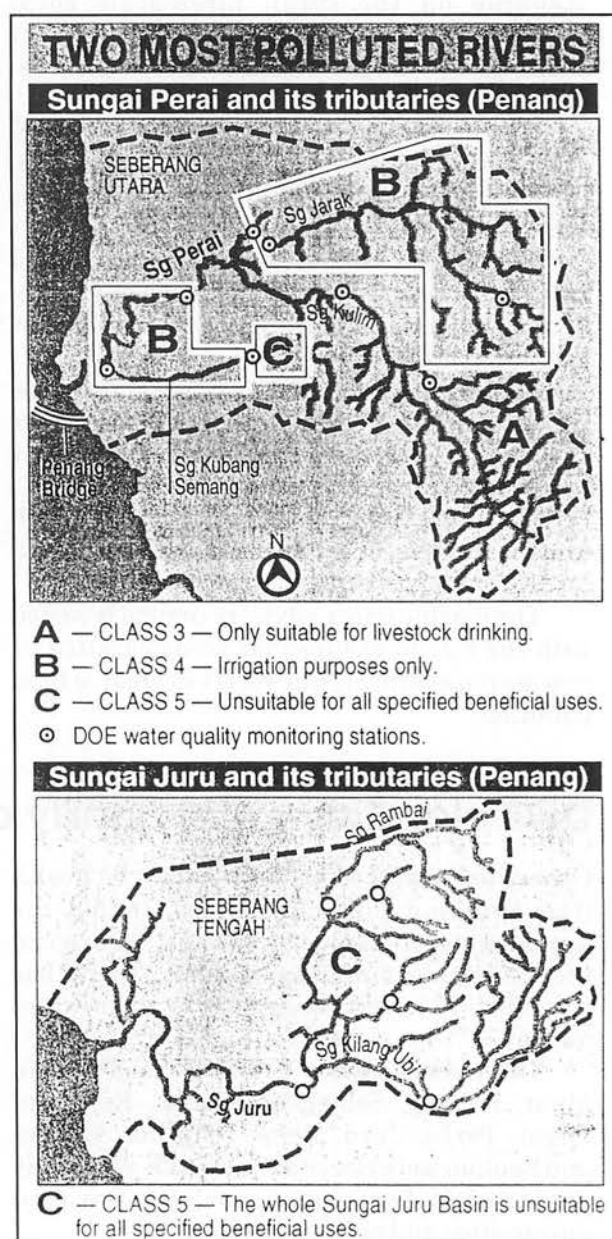 TWO MOST POLLUTED RIVERS
Sungai Perai and its tributaries (Penang)
SEBERANG
UTARA
B
Sg Jarak
Sg Perai
Sg Kulim
B
C
A
Penang
Bridge
Sg Kubang
Semang
N
A — CLASS 3 — Only suitable for livestock drinking.
B — CLASS 4 — Irrigation purposes only.
C — CLASS 5 — Unsuitable for all specified beneficial uses.
DOE water quality monitoring stations.
Sungai Juru and its tributaries (Penang)
Sg Rambai
SEBERANG
TENGAH
C
Sg Kilang Ubi
Sg Juru
C — CLASS 5 — The whole Sungai Juru Basin is unsuitable
for all specified beneficial uses.